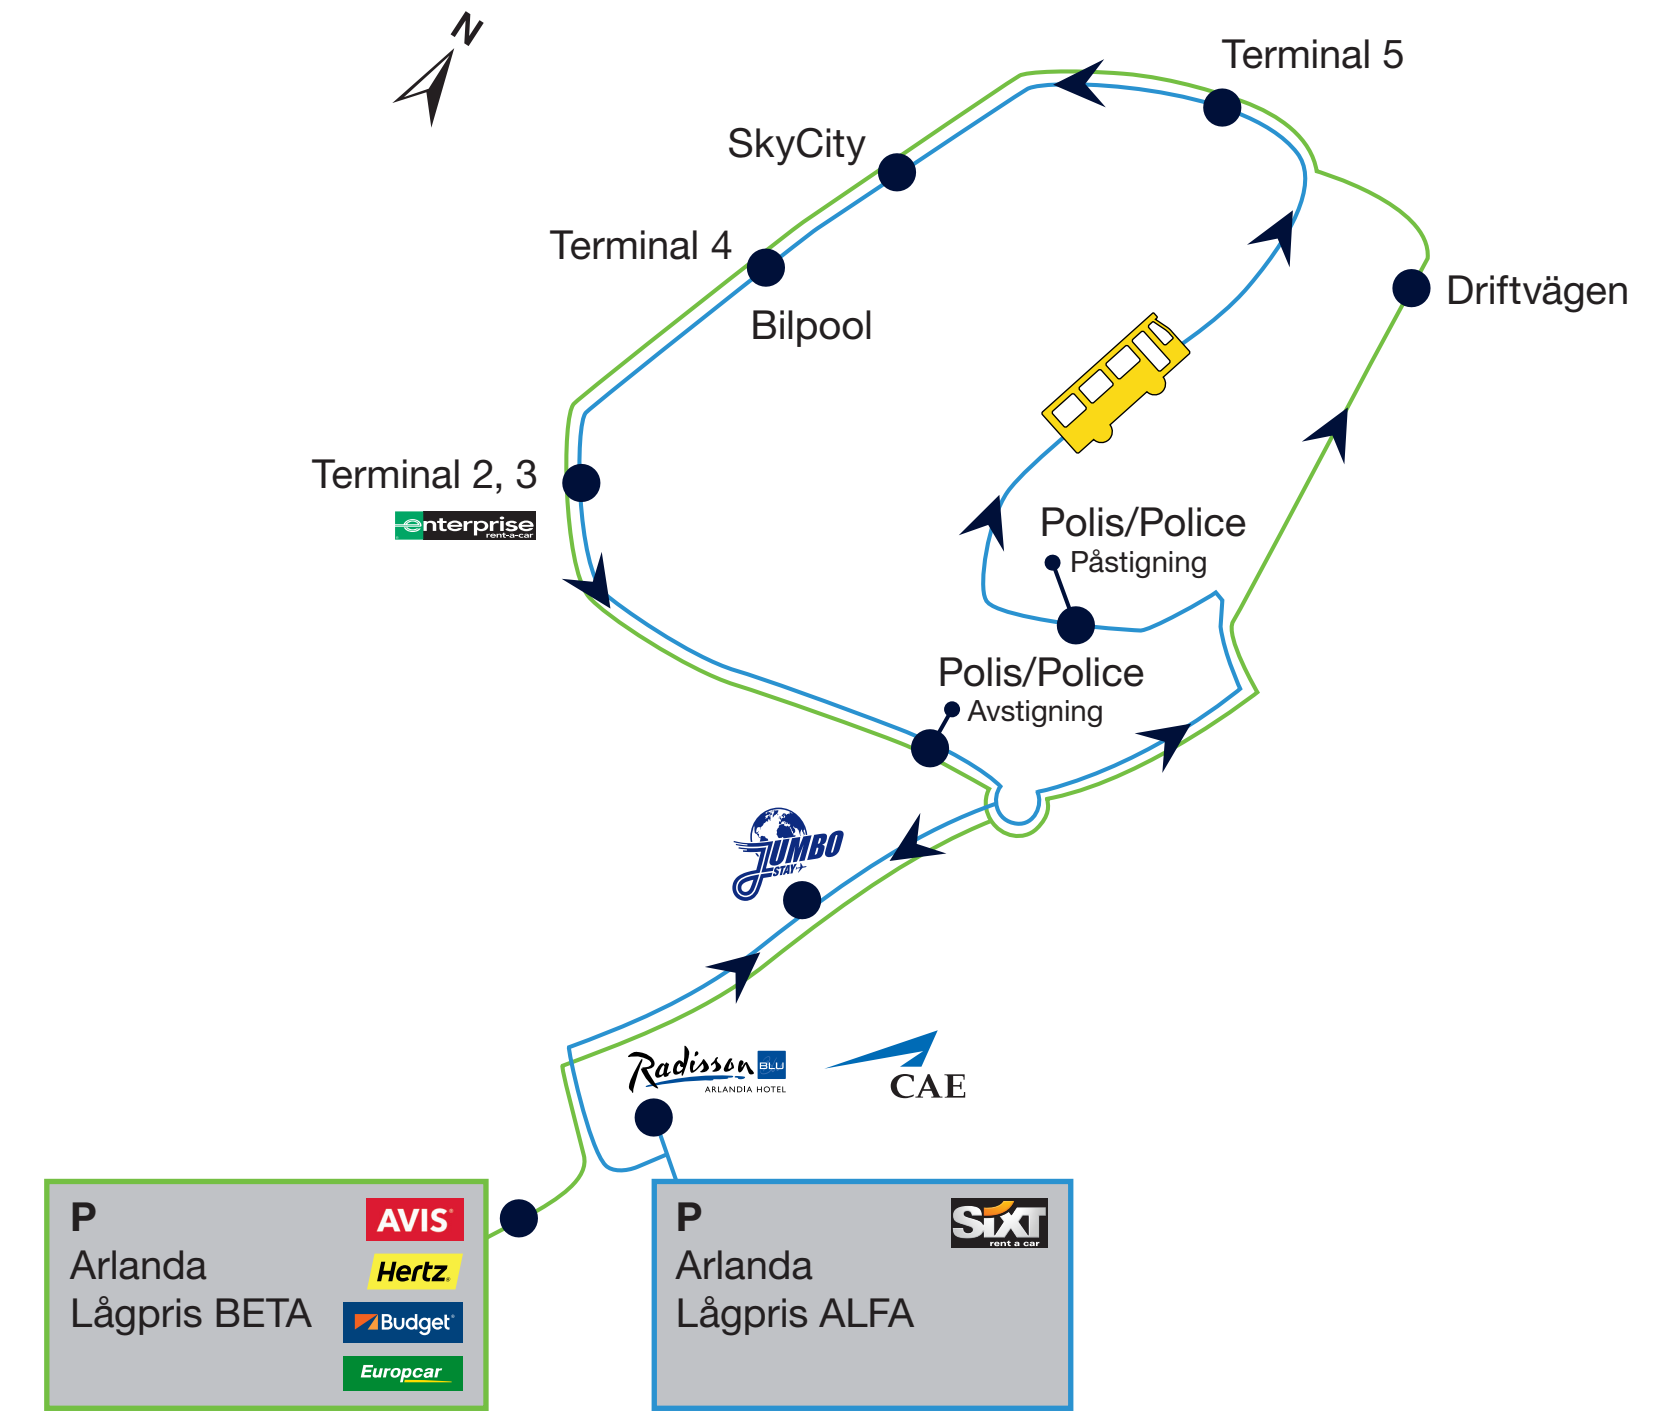 N
Terminal 5
SkyCity
Terminal 4
Bilpool
Driftvägen
Terminal 2, 3
enterprise
rent-a-car
Polis/Police
Påstigning
Polis/Police
Avstigning
JUMBO
STAY
Radisson BLU
ARLANDIA HOTEL
CAE
P
Arlanda
Lågpris BETA
AVIS
Hertz
Budget
Europcar
P
Arlanda
Lågpris ALFA
SiXT
rent a car